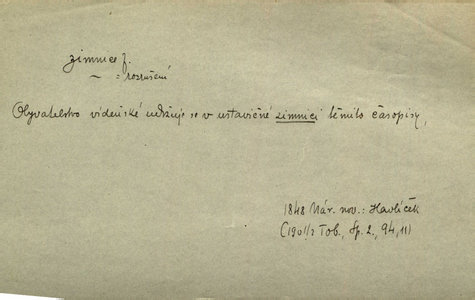 zimnice f.
~ = rozrušení
Obyvatelstvo vídeňské udržuje se v ustavičné zimnici těmito časopisy,
1848 Nár. nov.: Havlíček
(1901/2 Tob., Sp. 2., 94, 11)